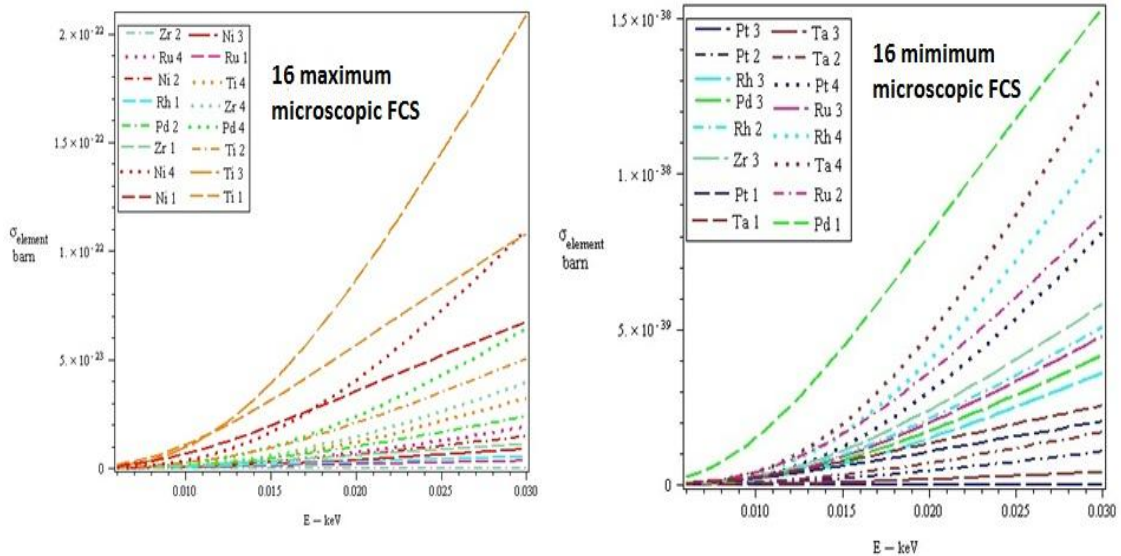 2. × 10⁻²²
1.5 × 10⁻²²
1. × 10⁻²²
5. × 10⁻²³
0
σ element
barn
Zr 2 Ni 3
Ru 4 Ru 1
Ni 2 Ti 4
Rh 1 Zr 4
Pd 2 Pd 4
Zr 1 Ti 2
Ni 4 Ti 3
Ni 1 Ti 1
16 maximum
microscopic FCS
0.010 0.015 0.020 0.025 0.030
E – keV
1.5 × 10⁻³⁸
1. × 10⁻³⁸
5. × 10⁻³⁹
0
σ element
barn
Pt 3 Ta 3
Pt 2 Ta 2
Rh 3 Pt 4
Pd 3 Ru 3
Rh 2 Rh 4
Zr 3 Ta 4
Pt 1 Ru 2
Ta 1 Pd 1
16 mimimum
microscopic FCS
0.010 0.015 0.020 0.025 0.030
E – keV